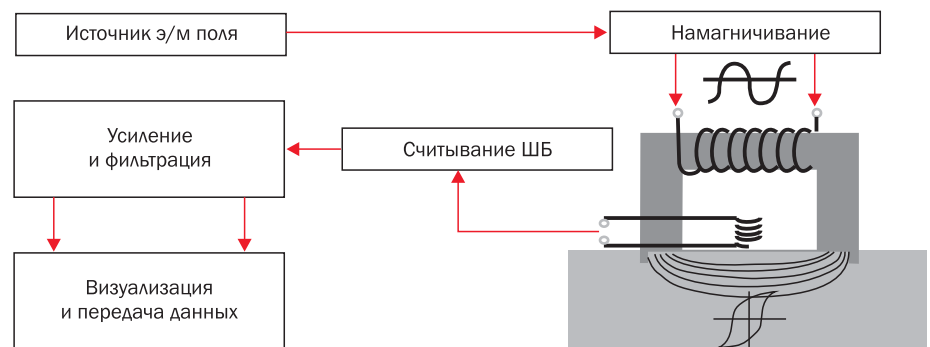 Источник э/м поля
Намагничивание
Усиление
и фильтрация
Считывание ШБ
Визуализация
и передача данных